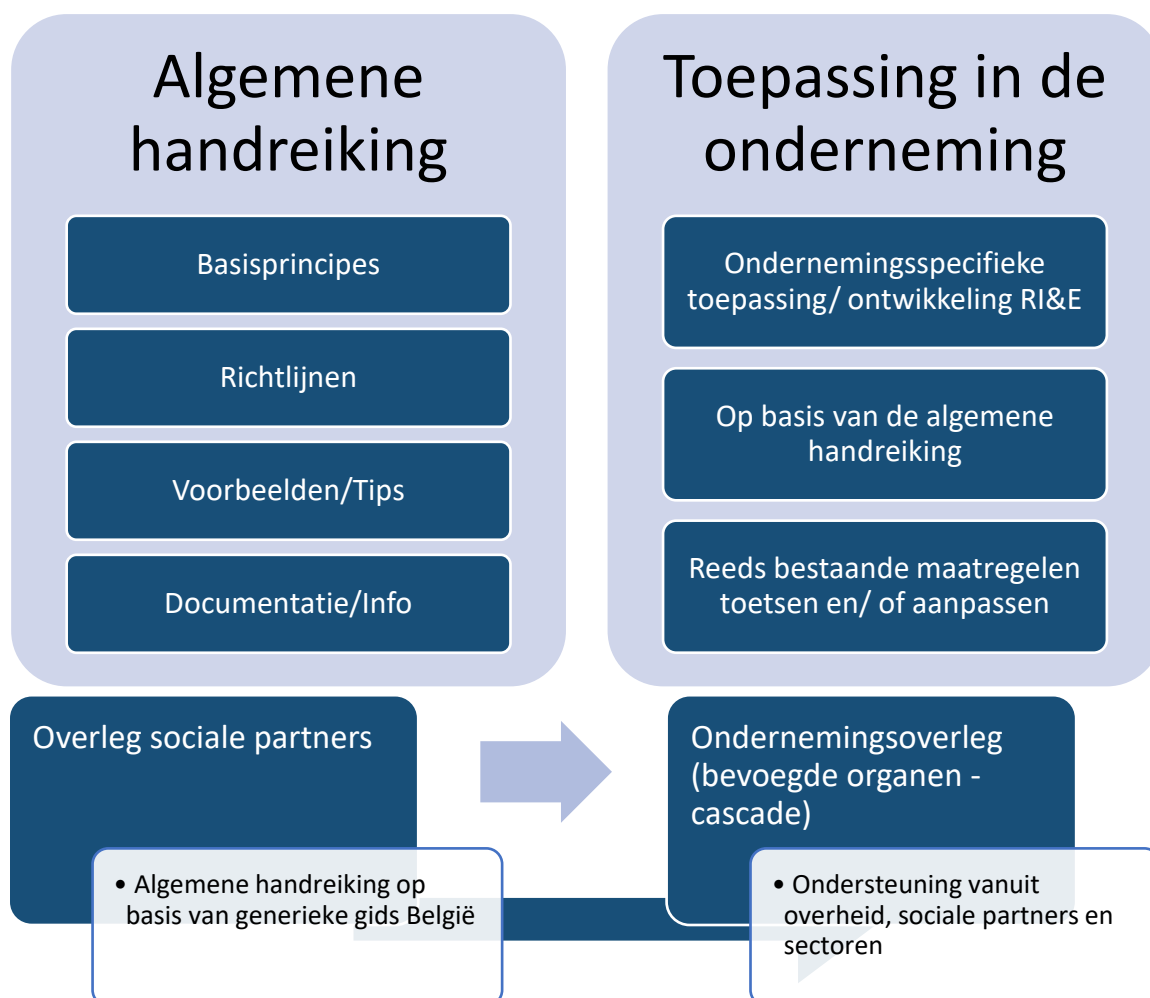 Algemene
handreiking
Basisprincipes
Richtlijnen
Voorbeelden/Tips
Documentatie/Info
Toepassing in de
onderneming
Ondernemingsspecifieke
toepassing/ ontwikkeling RI&E
Op basis van de algemene
handreiking
Reeds bestaande maatregelen
toetsen en/ of aanpassen
Overleg sociale partners
• Algemene handreiking op
basis van generieke gids België
Ondernemingsoverleg
(bevoegde organen -
cascade)
• Ondersteuning vanuit
overheid, sociale partners en
sectoren